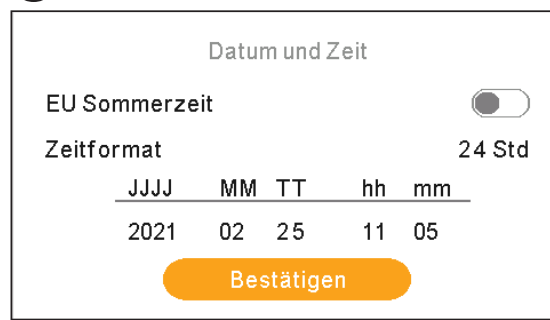 Datum und Zeit
EU Sommerzeit
Zeitformat 24 Std
JJJJ MM TT hh mm
2021 02 25 11 05
Bestätigen